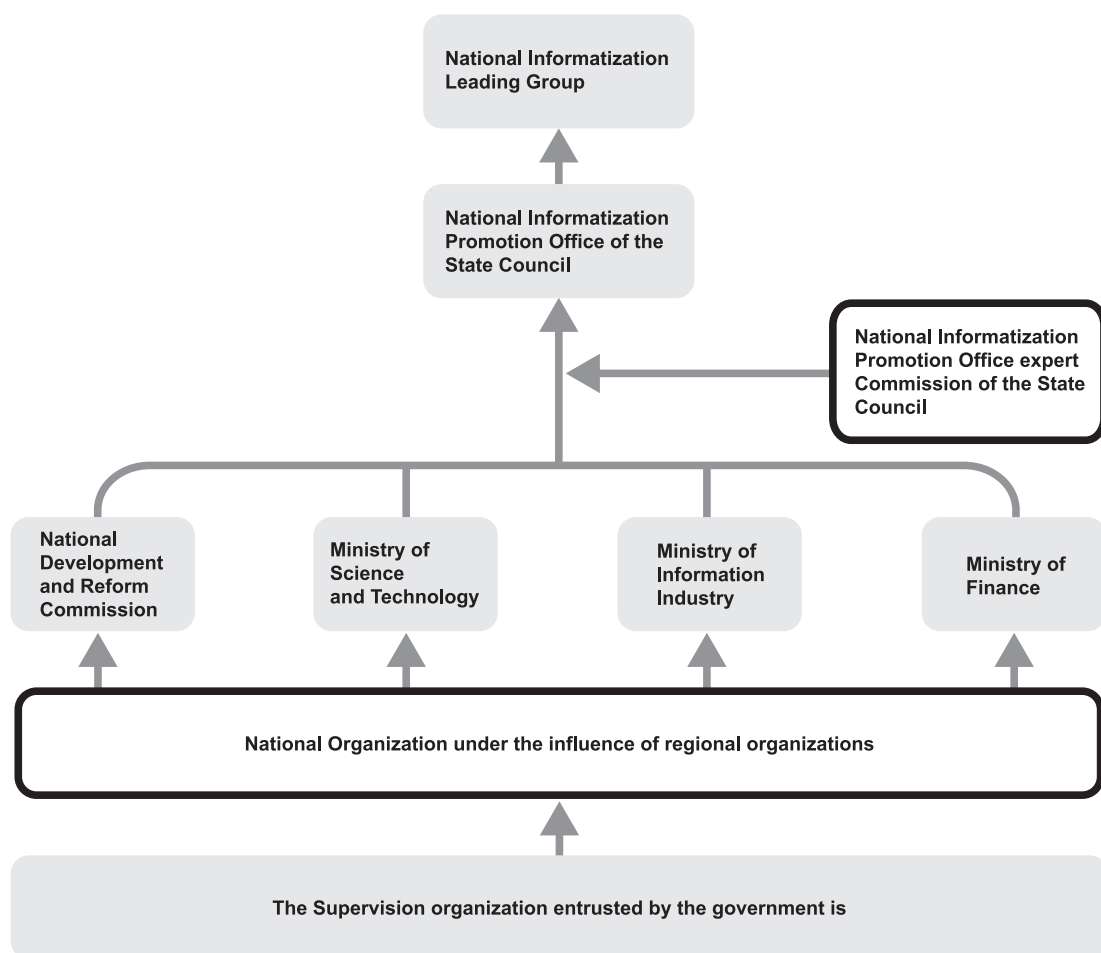 National Informatization
Leading Group
National Informatization
Promotion Office of the
State Council
National Informatization
Promotion Office expert
Commission of the State
Council
National
Development
and Reform
Commission
Ministry of
Science
and Technology
Ministry of
Information
Industry
Ministry of
Finance
National Organization under the influence of regional organizations
The Supervision organization entrusted by the government is